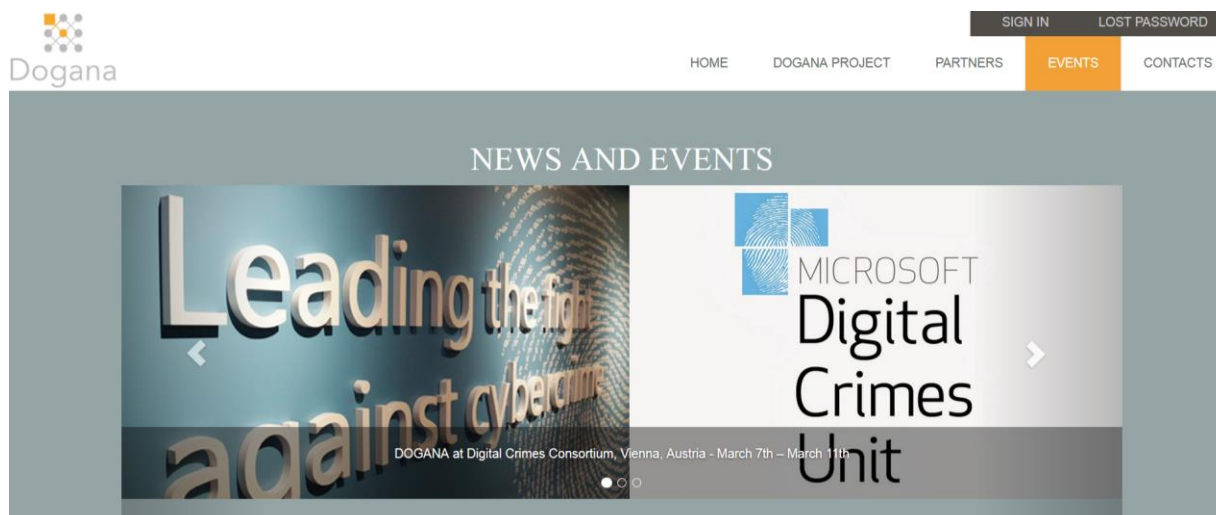 SIGN IN LOST PASSWORD
Dogana
HOME DOGANA PROJECT PARTNERS EVENTS CONTACTS
NEWS AND EVENTS
Leading the fight
against cybercrime
MICROSOFT
Digital
Crimes
Unit
DOGANA at Digital Crimes Consortium, Vienna, Austria - March 7th – March 11th